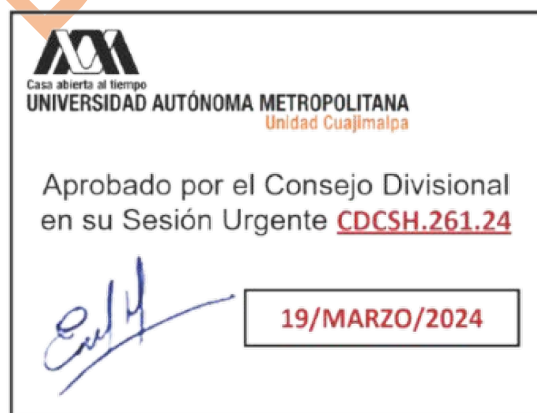 Casa abierta al tiempo
UNIVERSIDAD AUTÓNOMA METROPOLITANA
Unidad Cuajimalpa
Aprobado por el Consejo Divisional
en su Sesión Urgente CDCSH.261.24
19/MARZO/2024